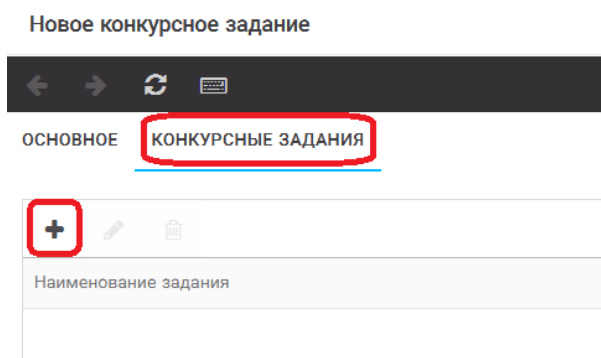 Новое конкурсное задание
ОСНОВНОЕ КОНКУРСНЫЕ ЗАДАНИЯ
Наименование задания